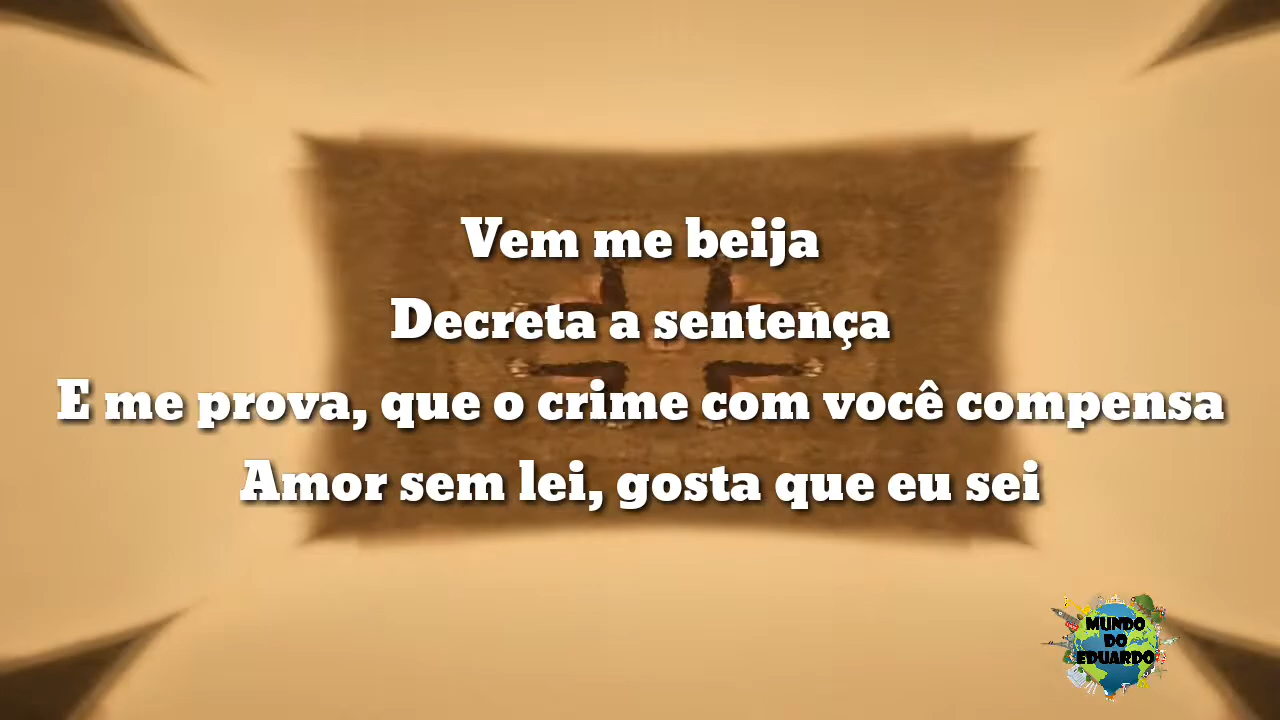 Vem me beija
Decreta a sentença
E me prova, que o crime com você compensa
Amor sem lei, gosta que eu sei
MUNDO
DO
EDUARDO